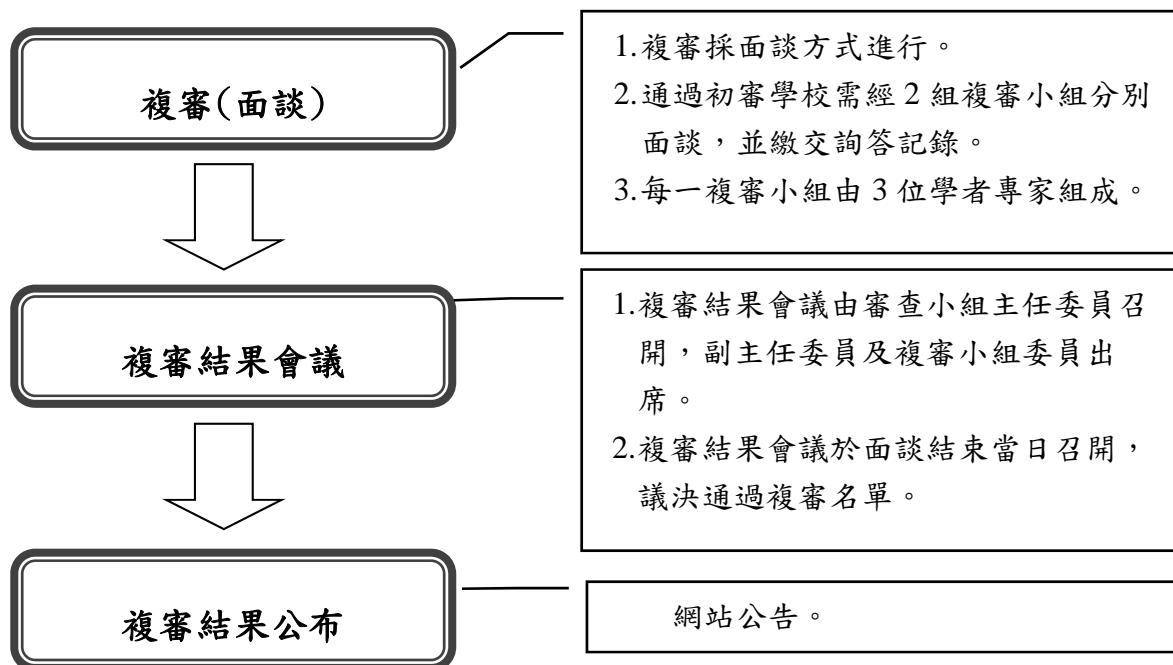 複審(面談)
1.複審採面談方式進行。
2.通過初審學校需經 2 組複審小組分別
面談，並繳交詢答記錄。
3.每一複審小組由 3 位學者專家組成。
複審結果會議
1.複審結果會議由審查小組主任委員召
開，副主任委員及複審小組委員出
席。
2.複審結果會議於面談結束當日召開，
議決通過複審名單。
複審結果公布
網站公告。